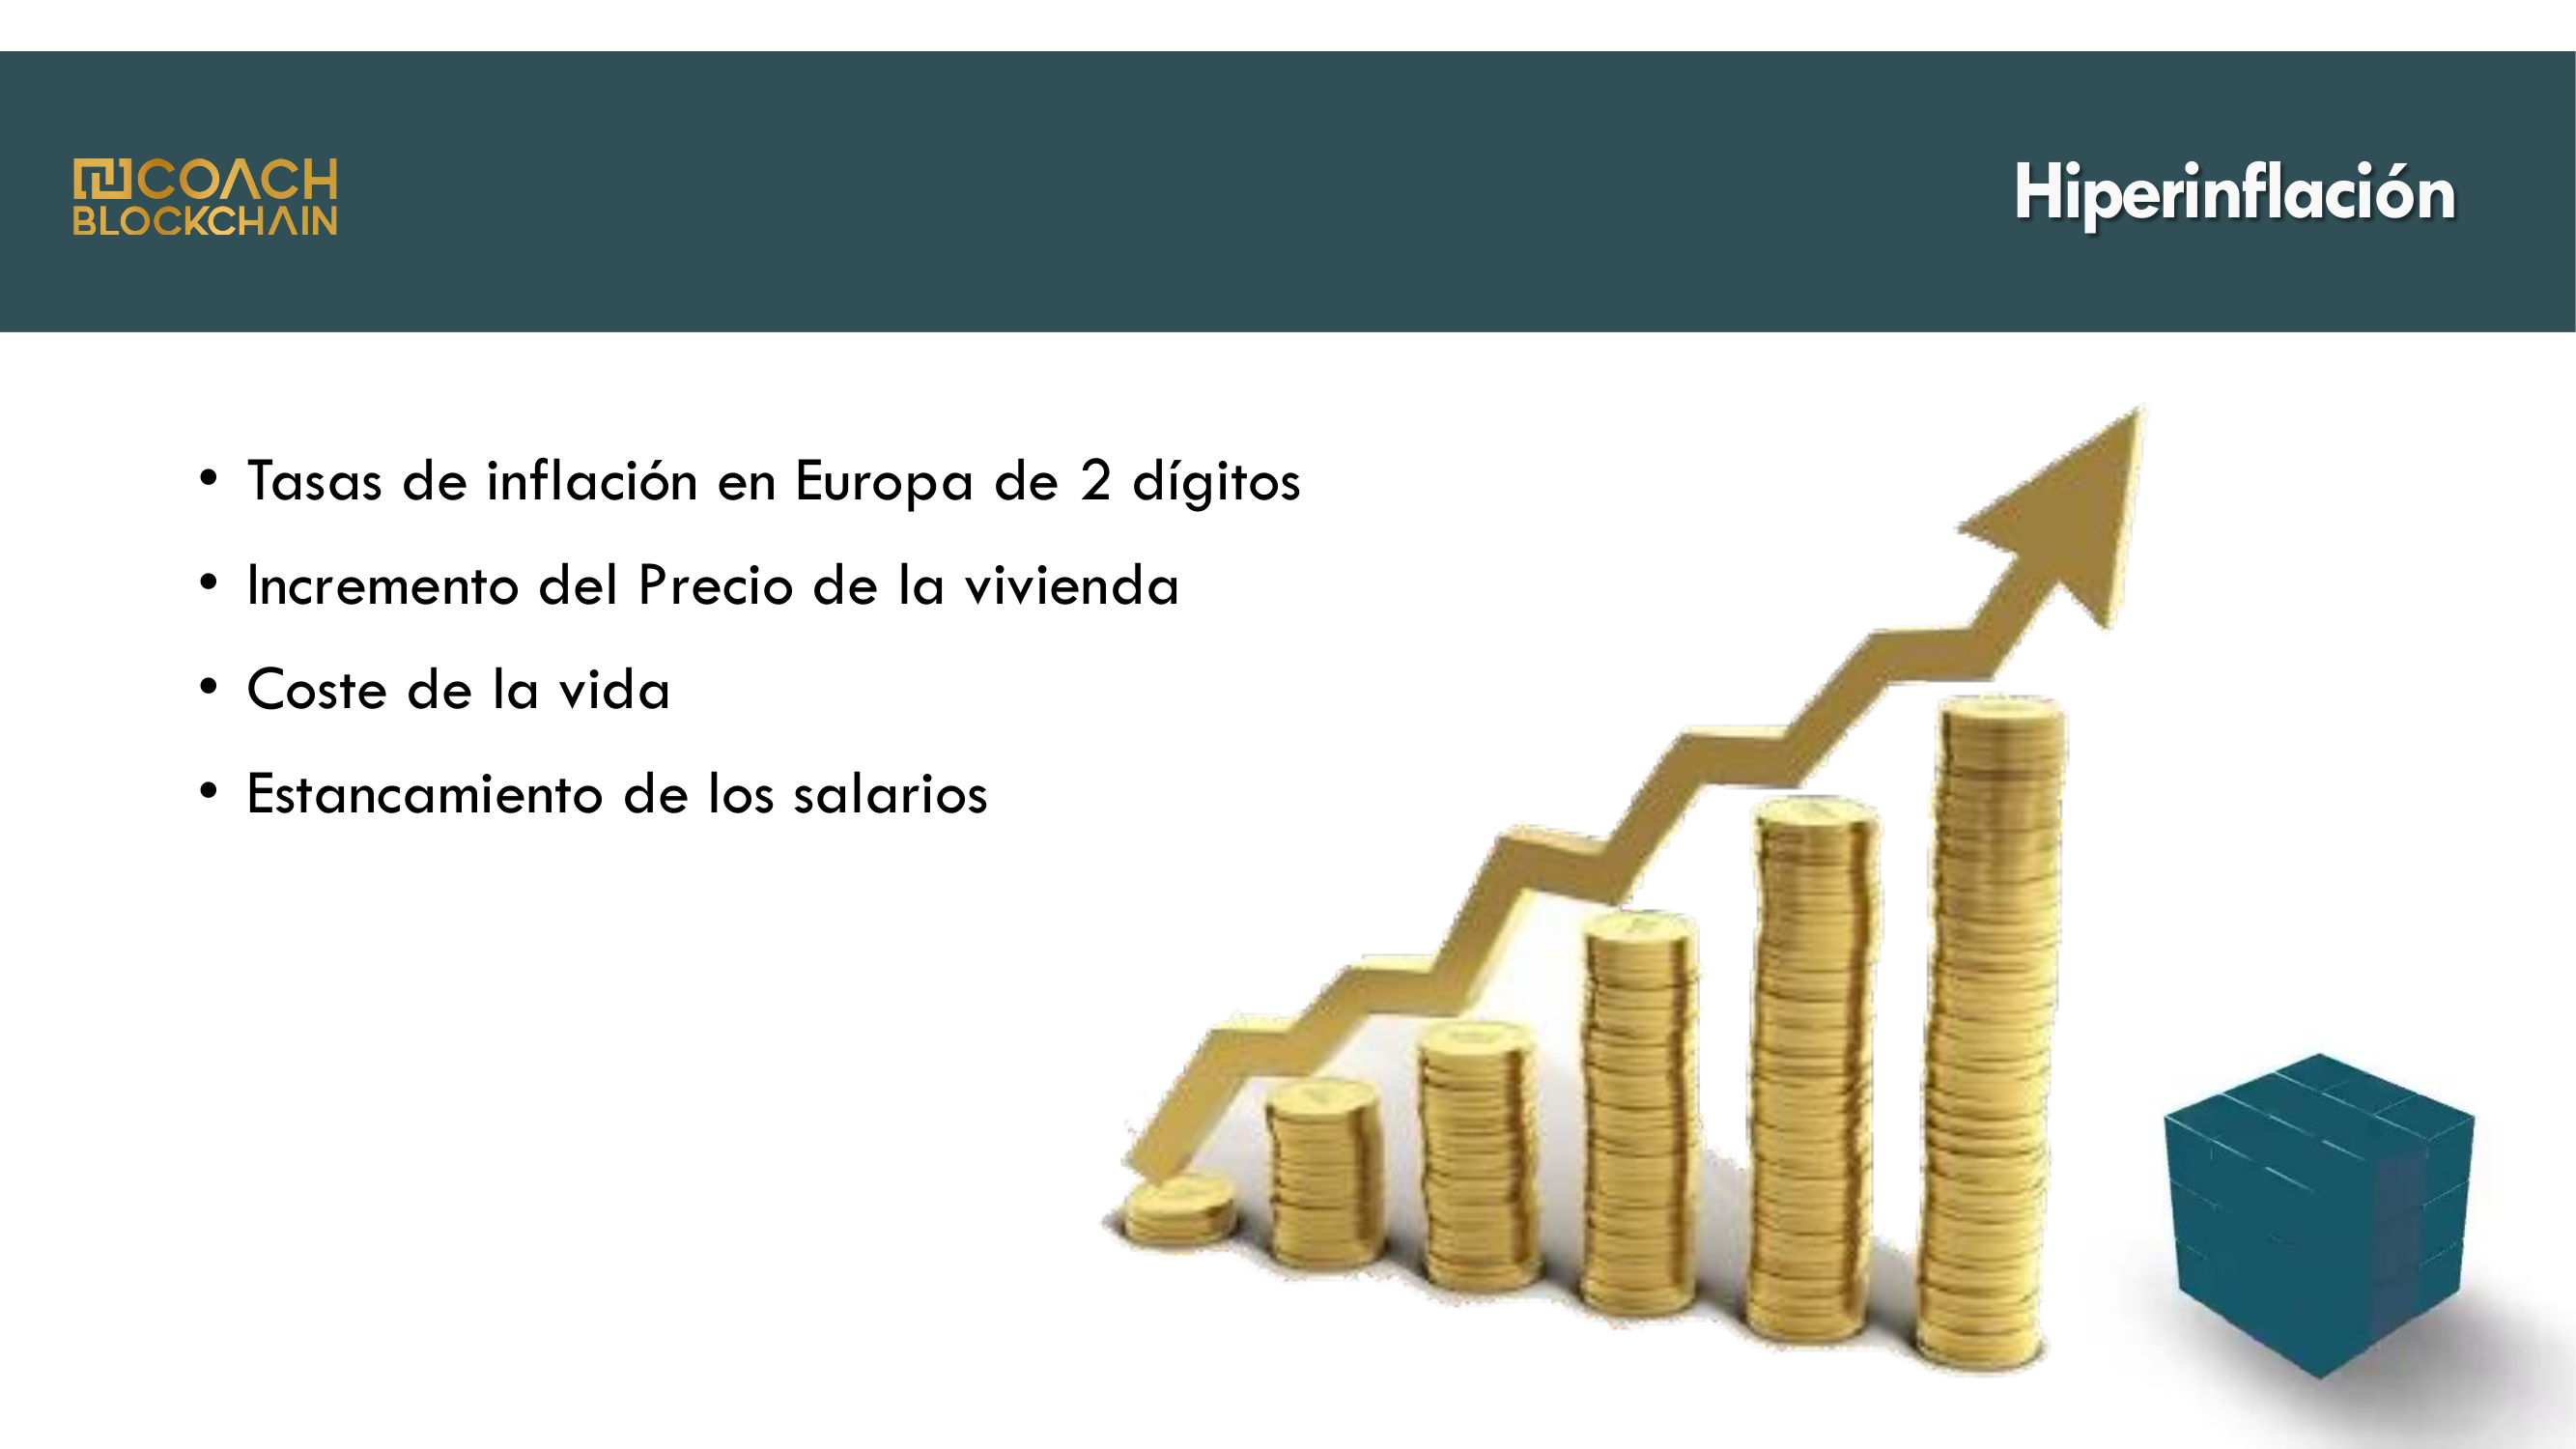 COACH
BLOCKCHAIN
Hiperinflación
• Tasas de inflación en Europa de 2 dígitos
• Incremento del Precio de la vivienda
• Coste de la vida
• Estancamiento de los salarios